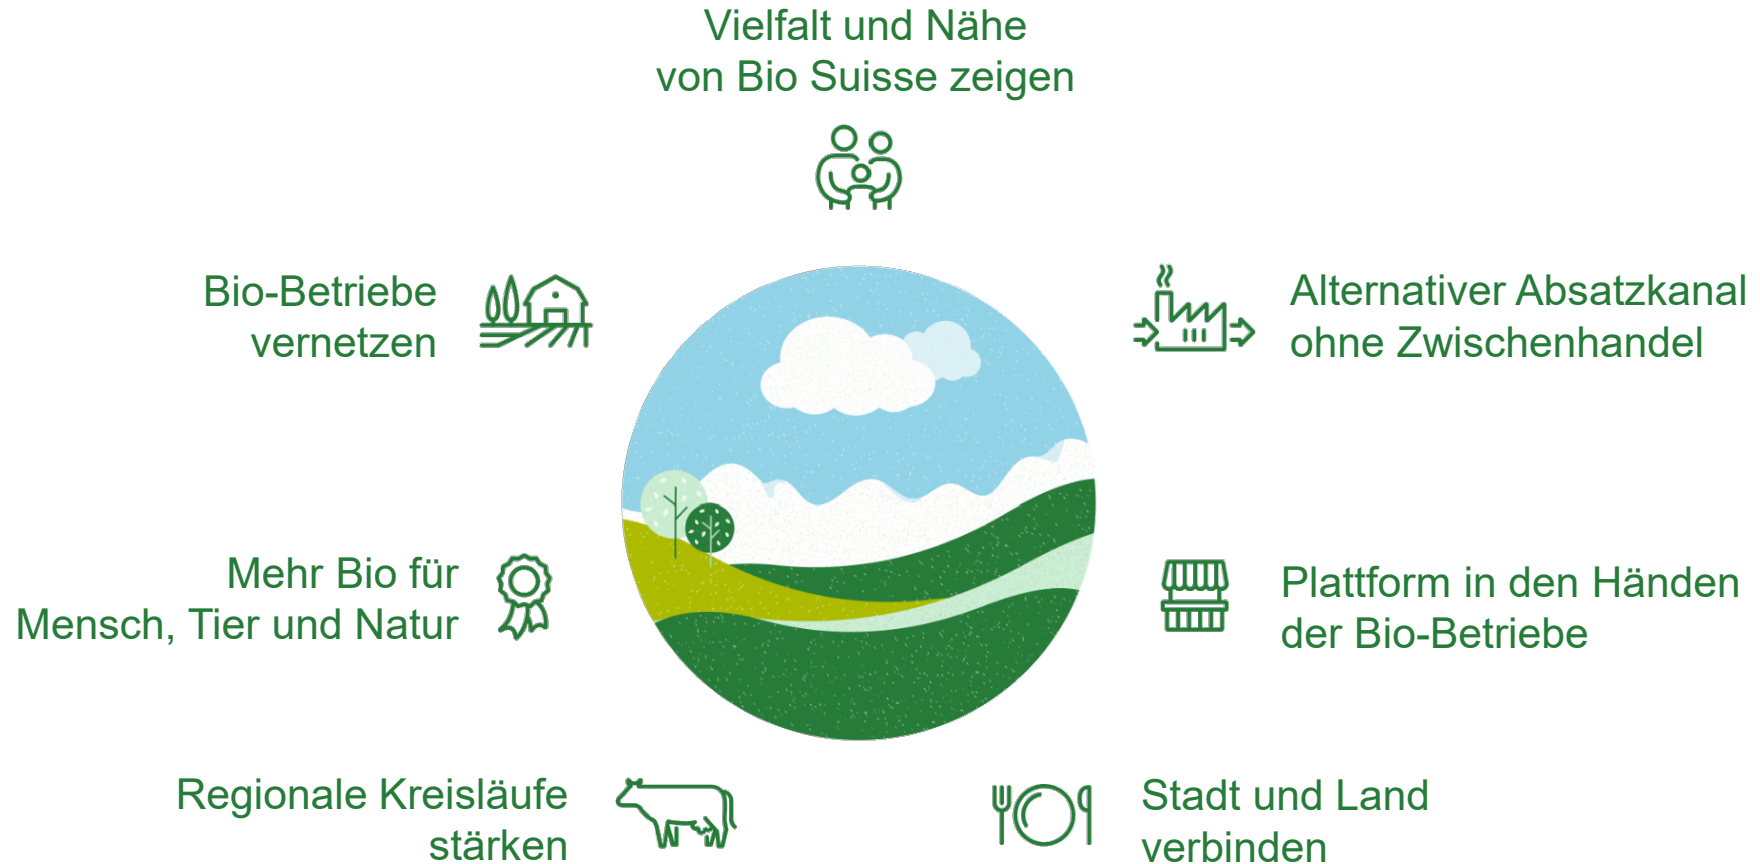 Vielfalt und Nähe
von Bio Suisse zeigen
Bio-Betriebe
vernetzen
Alternativer Absatzkanal
ohne Zwischenhandel
Mehr Bio für
Mensch, Tier und Natur
Plattform in den Händen
der Bio-Betriebe
Regionale Kreisläufe
stärken
Stadt und Land
verbinden